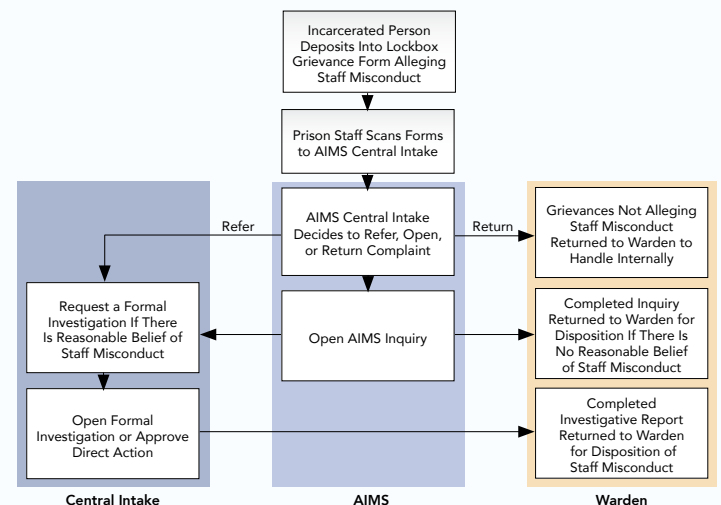 Incarcerated Person
Deposits Into Lockbox
Grievance Form Alleging
Staff Misconduct
Prison Staff Scans Forms
to AIMS Central Intake
AIMS Central Intake
Decides to Refer, Open,
or Return Complaint
Refer
Return
Grievances Not Alleging
Staff Misconduct
Returned to Warden to
Handle Internally
Request a Formal
Investigation If There
Is Reasonable Belief of
Staff Misconduct
Open AIMS Inquiry
Completed Inquiry
Returned to Warden for
Disposition If There Is
No Reasonable Belief
of Staff Misconduct
Open Formal
Investigation or Approve
Direct Action
Completed
Investigative Report
Returned to Warden
for Disposition of
Staff Misconduct
Central Intake
AIMS
Warden